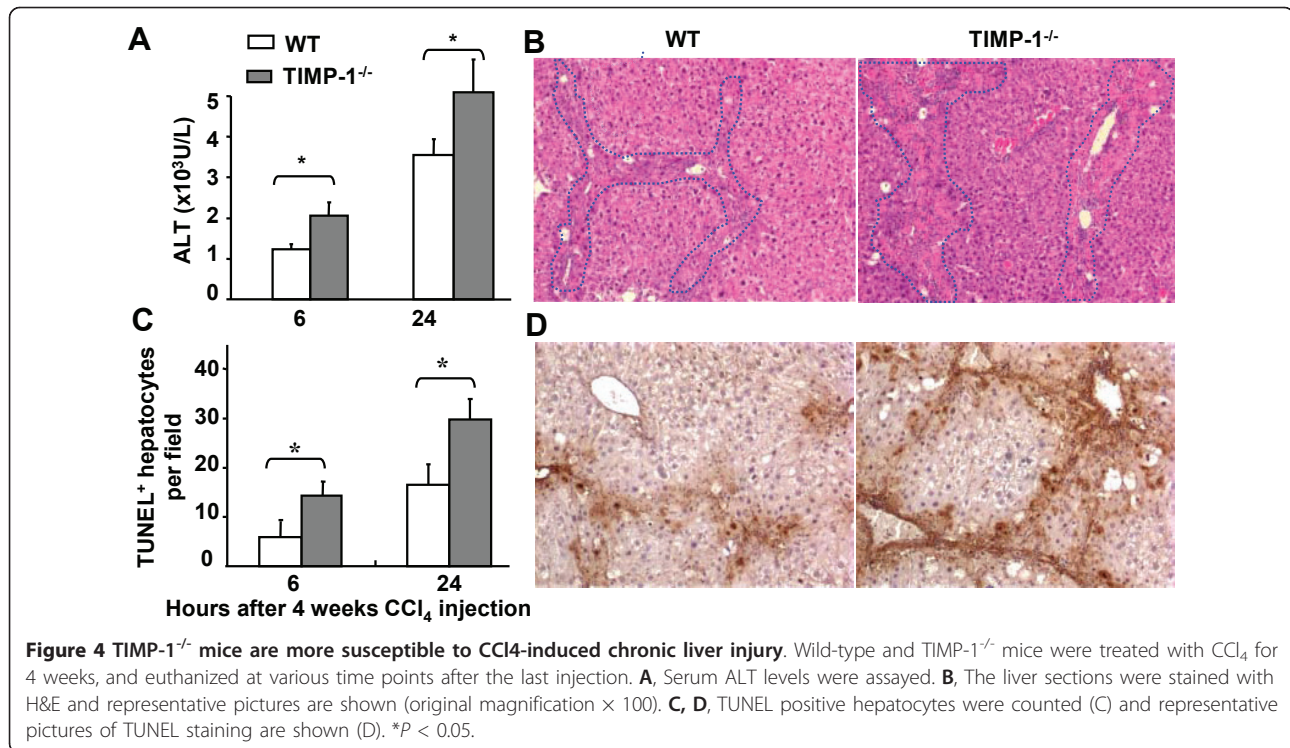 A
WT
TIMP-1-/-
*
*
ALT (x10³U/L)
5
4
3
2
1
0
6 24
B
WT TIMP-1-/-
C
TUNEL+ hepatocytes
per field
40
30
20
10
0
*
*
6 24
Hours after 4 weeks CCl4 injection
D
Figure 4 TIMP-1-/- mice are more susceptible to CCl4-induced chronic liver injury. Wild-type and TIMP-1-/- mice were treated with CCl4 for
4 weeks, and euthanized at various time points after the last injection. A, Serum ALT levels were assayed. B, The liver sections were stained with
H&E and representative pictures are shown (original magnification × 100). C, D, TUNEL positive hepatocytes were counted (C) and representative
pictures of TUNEL staining are shown (D). *P < 0.05.